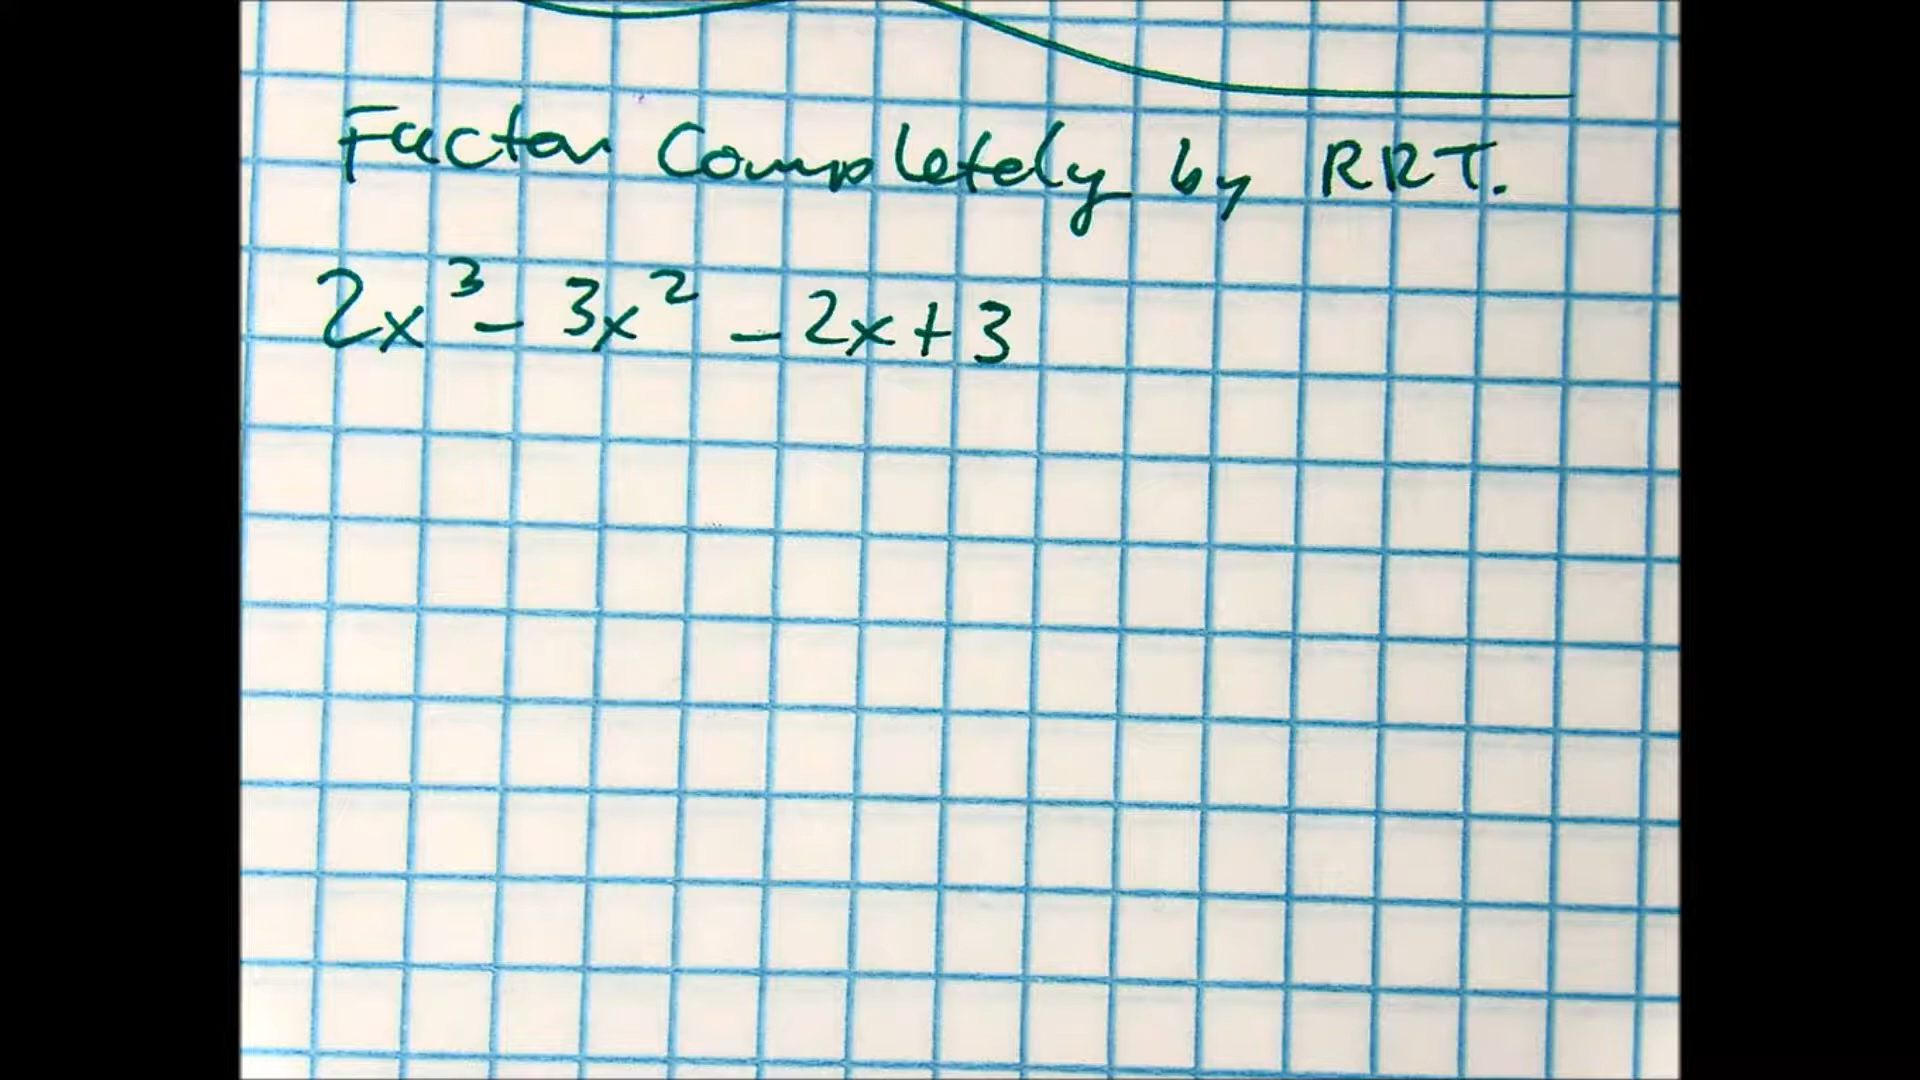 Factor Completely by RRT.
2x³ - 3x² - 2x + 3